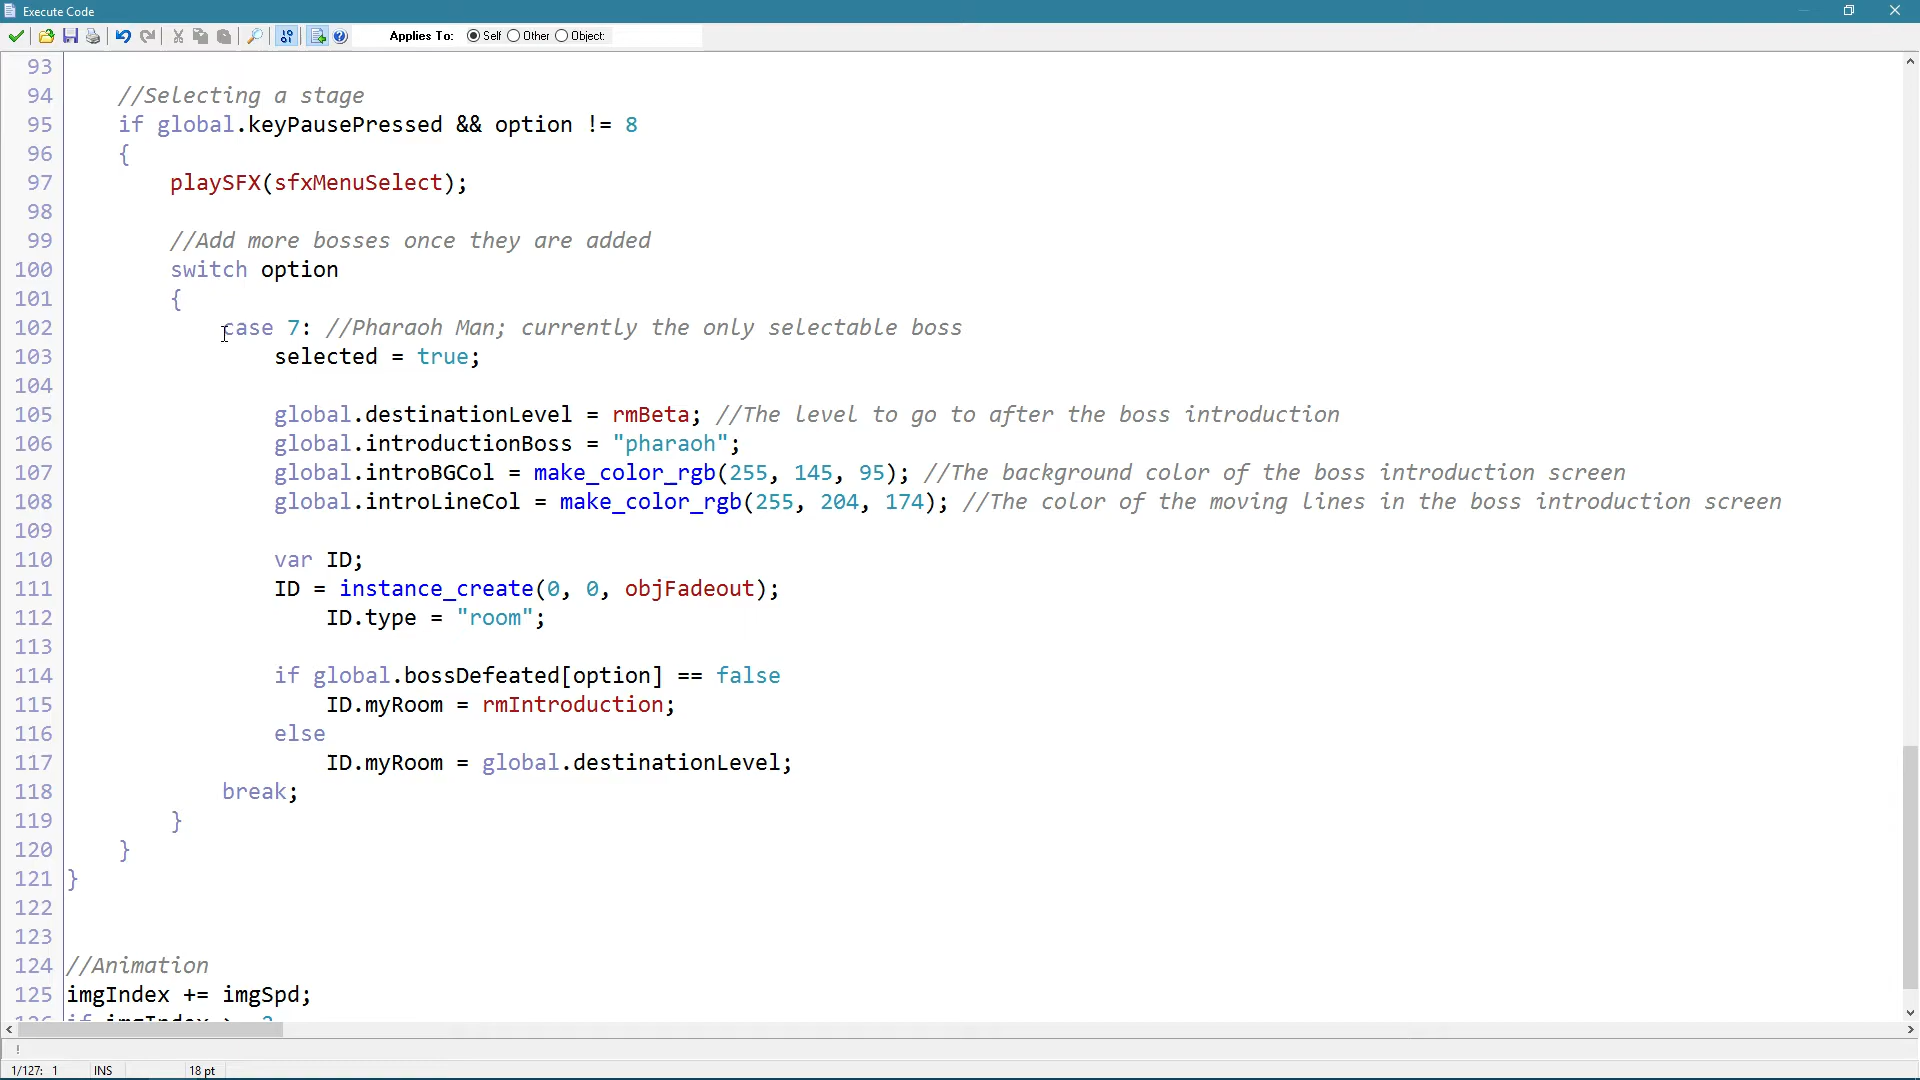 Execute Code
Applies To: Self Other Object:
93
94 //Selecting a stage
95 if global.keyPausePressed && option != 8
96 {
97 playSFX(sfxMenuSelect);
98
99 //Add more bosses once they are added
100 switch option
101 {
102 case 7: //Pharaoh Man; currently the only selectable boss
103 selected = true;
104
105 global.destinationLevel = rmBeta; //The level to go to after the boss introduction
106 global.introductionBoss = "pharaoh";
107 global.introBGCol = make_color_rgb(255, 145, 95); //The background color of the boss introduction screen
108 global.introLineCol = make_color_rgb(255, 204, 174); //The color of the moving lines in the boss introduction screen
109
110 var ID;
111 ID = instance_create(0, 0, objFadeout);
112 ID.type = "room";
113
114 if global.bossDefeated[option] == false
115 ID.myRoom = rmIntroduction;
116 else
117 ID.myRoom = global.destinationLevel;
118 break;
119 }
120 }
121 }
122
123
124 //Animation
125 imgIndex += imgSpd;
!
1/127: 1 INS 18 pt